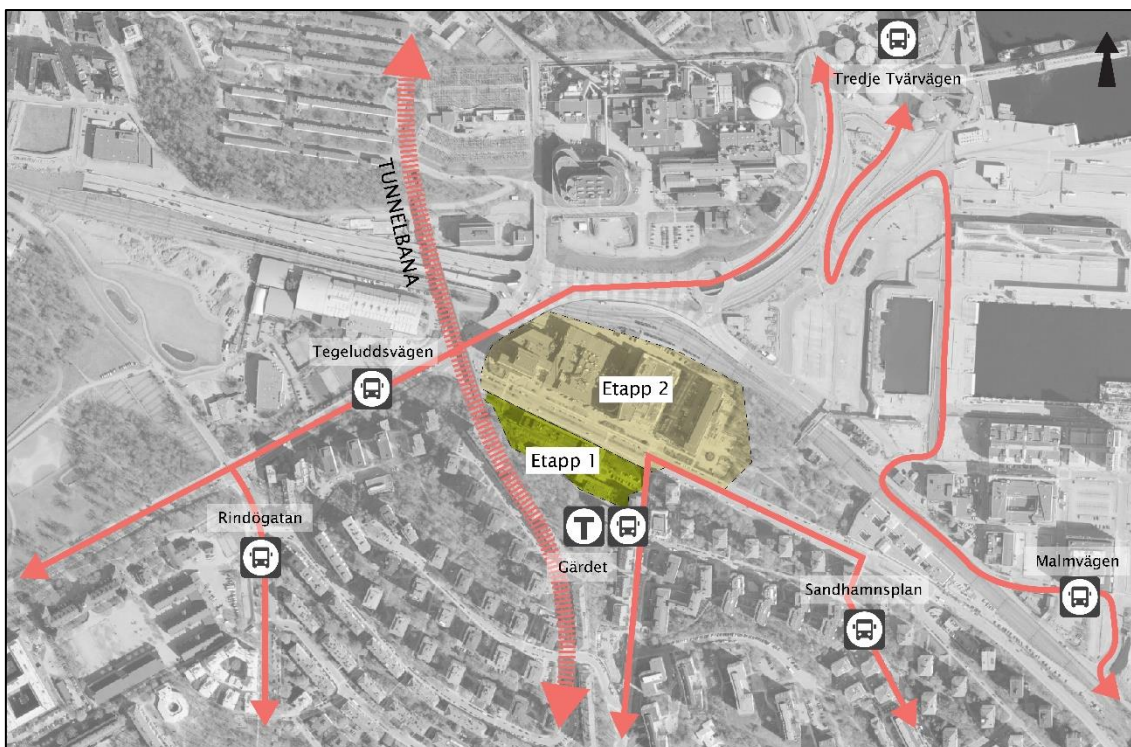 Tredje Tvärvägen
TUNNELBANA
Tegeluddsvägen
Etapp 2
Etapp 1
Rindögatan
T
Gärdet
Sandhamnsplan
Malmvägen